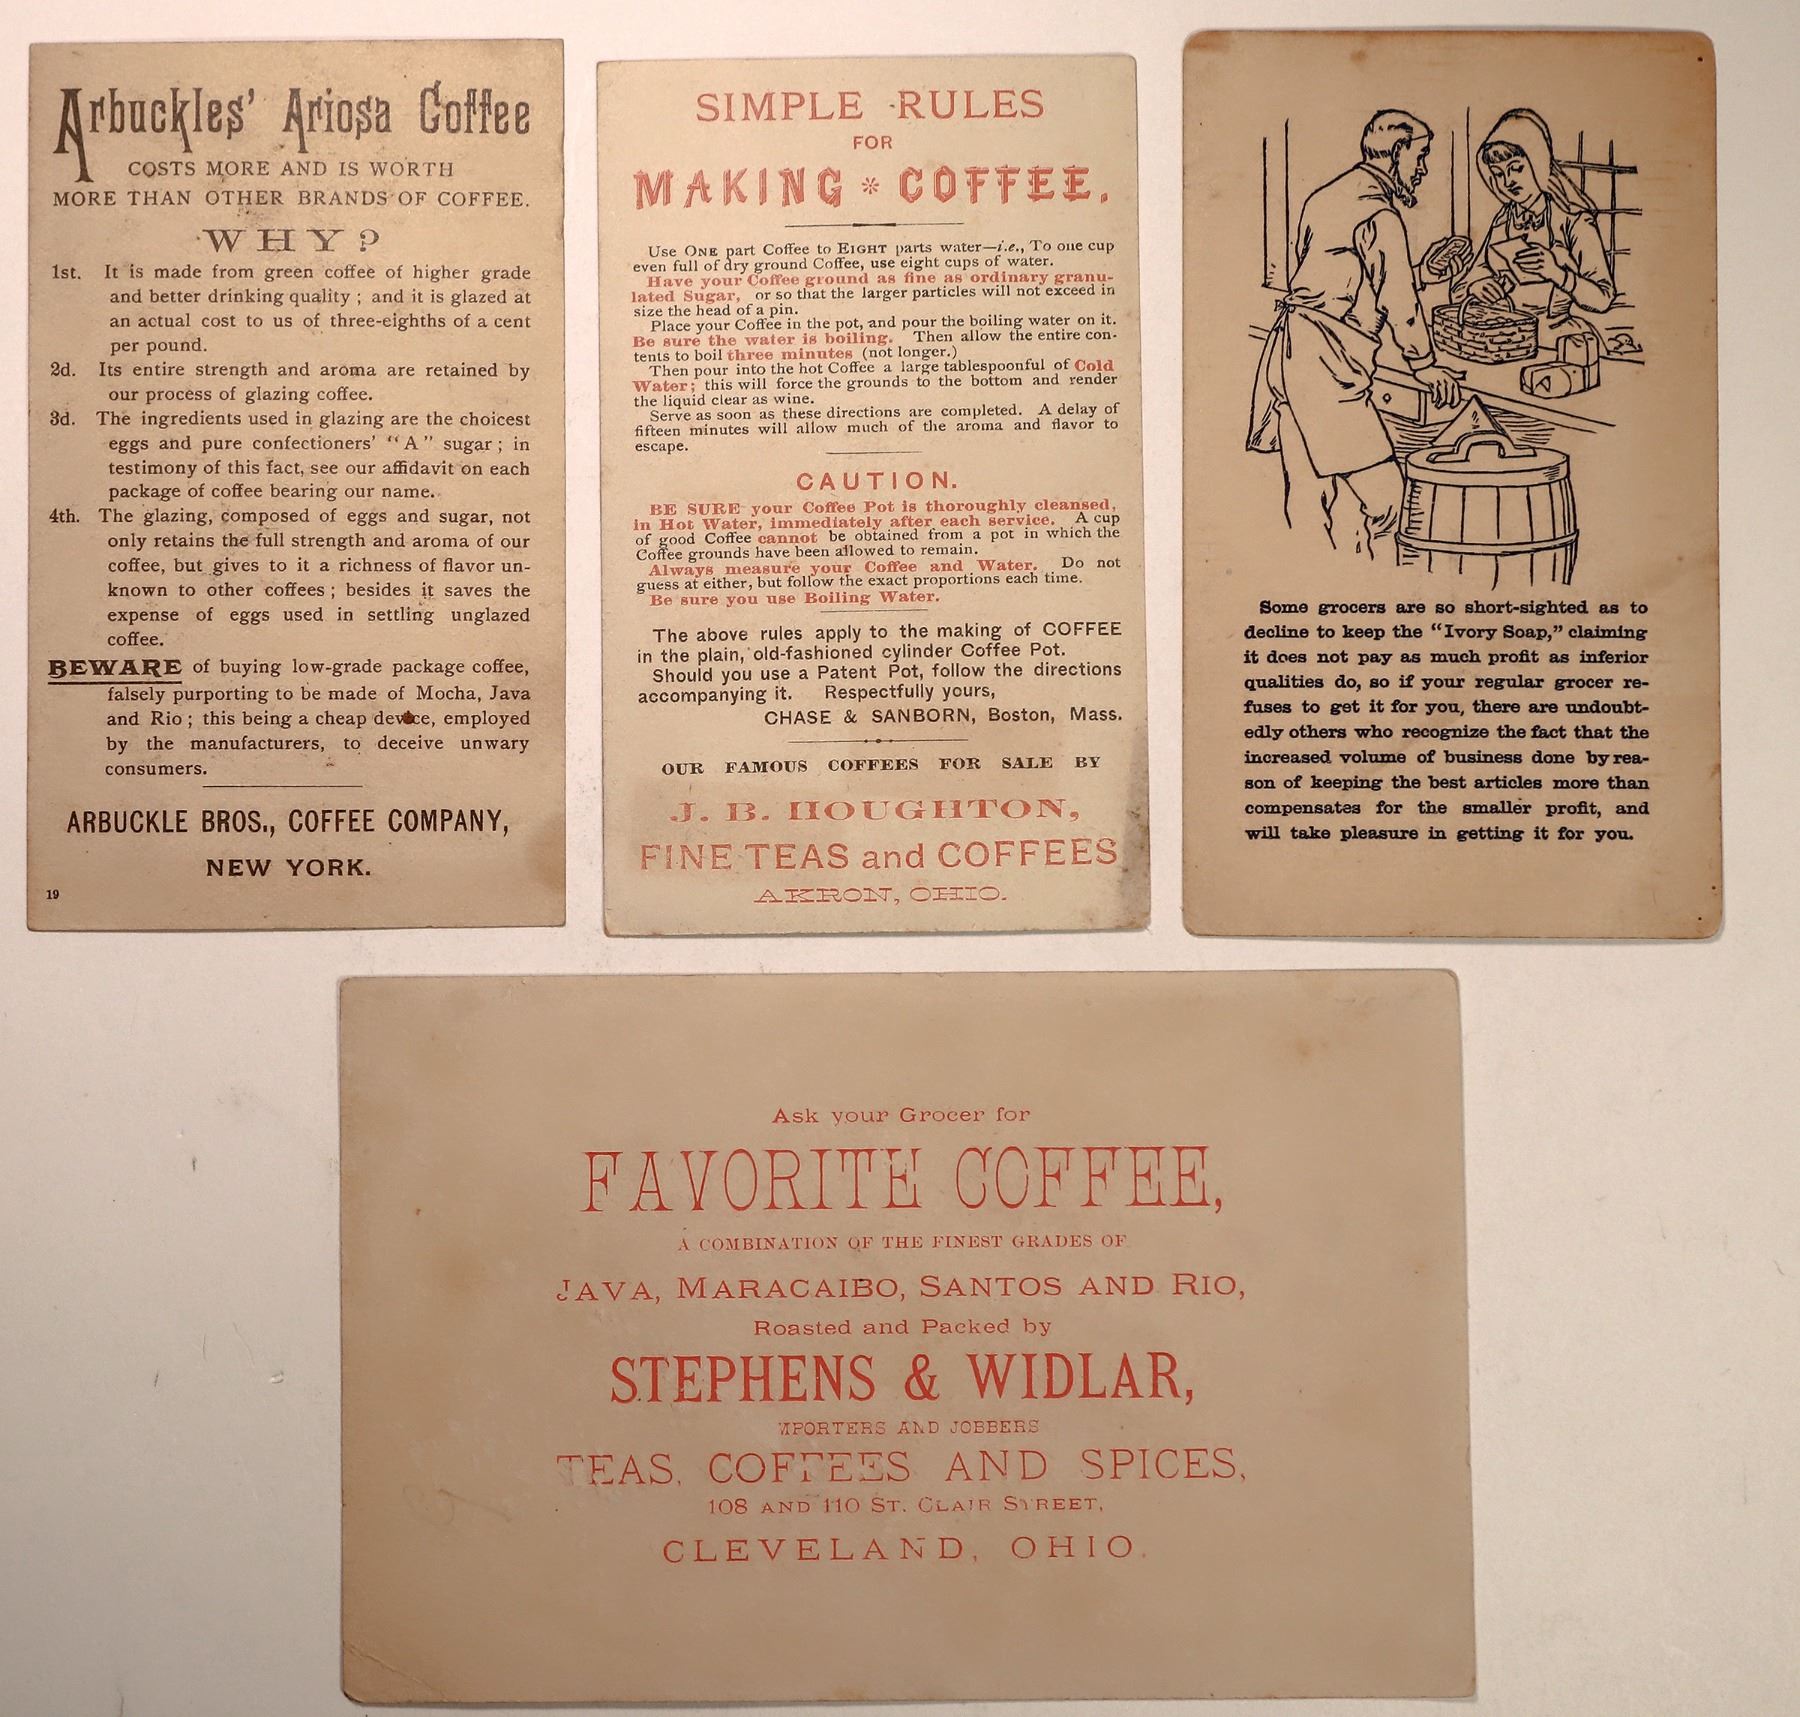 Arbuckles' Ariosa Coffee
COSTS MORE AND IS WORTH
MORE THAN OTHER BRANDS OF COFFEE.
WHY?
1st. It is made from green coffee of higher grade
and better drinking quality; and it is glazed at
an actual cost to us of three-eighths of a cent
per pound.
2d. Its entire strength and aroma are retained by
our process of glazing coffee.
3d. The ingredients used in glazing are the choicest
eggs and pure confectioners' "A" sugar; in
testimony of this fact, see our affidavit on each
package of coffee bearing our name.
4th. The glazing, composed of eggs and sugar, not
only retains the full strength and aroma of our
coffee, but gives to it a richness of flavor un-
known to other coffees; besides it saves the
expense of eggs used in settling unglazed
coffee.
BEWARE of buying low-grade package coffee,
falsely purporting to be made of Mocha, Java
and Rio; this being a cheap device, employed
by the manufacturers, to deceive unwary
consumers.
ARBUCKLE BROS., COFFEE COMPANY,
NEW YORK.
19
SIMPLE RULES
FOR
MAKING * COFFEE.
Use ONE part Coffee to EIGHT parts water—i.e., To one cup
even full of dry ground Coffee, use eight cups of water.
Have your Coffee ground as fine as ordinary granu-
lated Sugar, or so that the larger particles will not exceed in
size the head of a pin.
Place your Coffee in the pot, and pour the boiling water on it.
Be sure the water is boiling. Then allow the entire con-
tents to boil three minutes (not longer.)
Then pour into the hot Coffee a large tablespoonful of Cold
Water; this will force the grounds to the bottom and render
the liquid clear as wine.
Serve as soon as these directions are completed. A delay of
fifteen minutes will allow much of the aroma and flavor to
escape.
CAUTION.
BE SURE your Coffee Pot is thoroughly cleansed,
in Hot Water, immediately after each service. A cup
of good Coffee cannot be obtained from a pot in which the
Coffee grounds have been allowed to remain.
Always measure your Coffee and Water. Do not
guess at either, but follow the exact proportions each time.
Be sure you use Boiling Water.
The above rules apply to the making of COFFEE
in the plain, old-fashioned cylinder Coffee Pot.
Should you use a Patent Pot, follow the directions
accompanying it. Respectfully yours,
CHASE & SANBORN, Boston, Mass.
OUR FAMOUS COFFEES FOR SALE BY
J. B. HOUGHTON,
FINE TEAS and COFFEES
AKRON, OHIO.
Some grocers are so short-sighted as to
decline to keep the "Ivory Soap," claiming
it does not pay as much profit as inferior
qualities do, so if your regular grocer re-
fuses to get it for you, there are undoubt-
edly others who recognize the fact that the
increased volume of business done by rea-
son of keeping the best articles more than
compensates for the smaller profit, and
will take pleasure in getting it for you.
Ask your Grocer for
FAVORITE COFFEE,
A COMBINATION OF THE FINEST GRADES OF
JAVA, MARACAIBO, SANTOS AND RIO,
Roasted and Packed by
STEPHENS & WIDLAR,
IMPORTERS AND JOBBERS
TEAS, COFFEES AND SPICES,
108 AND 110 ST. CLAIR STREET,
CLEVELAND, OHIO.